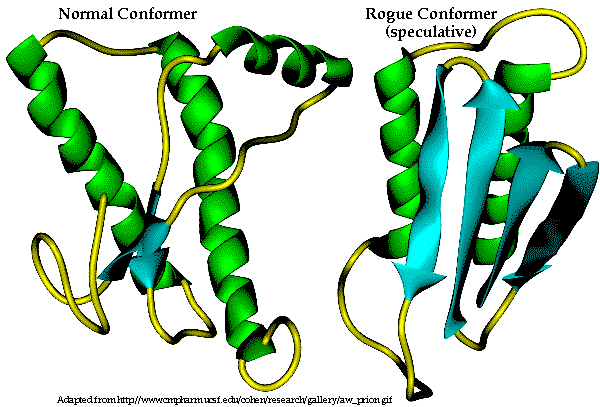 Normal Conformer
Rogue Conformer
(speculative)
Adapted from http//www.cmpharm.ucsf.edu/cohen/research/gallery/aw_prion.gif